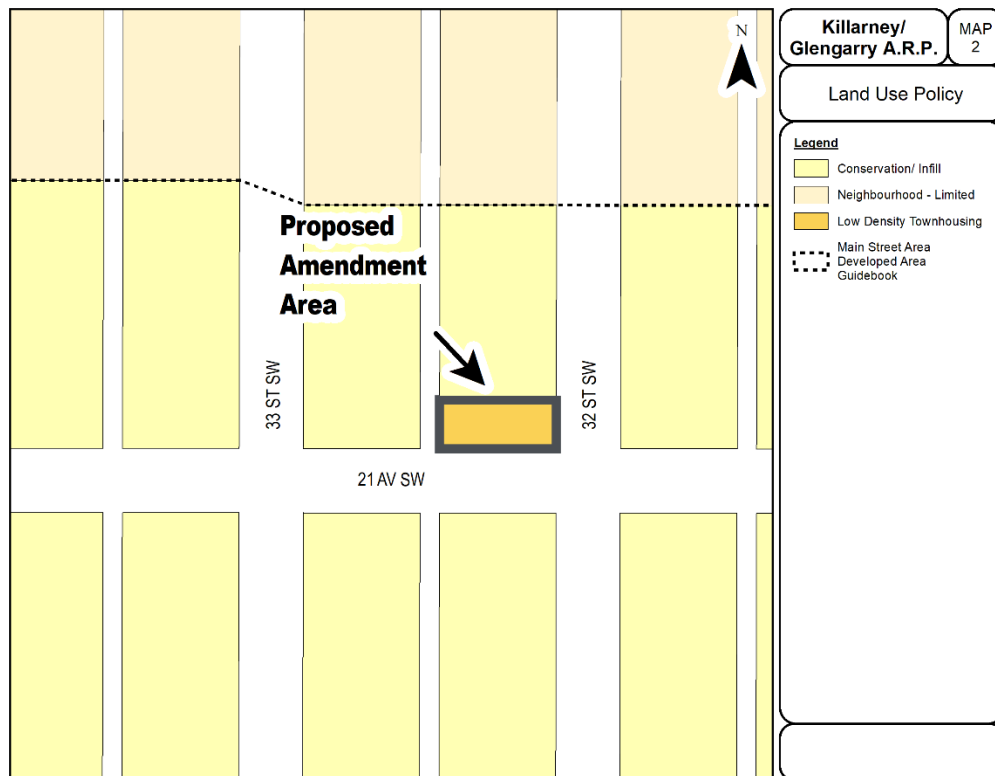 Killarney/
Glengarry A.R.P.
MAP
2
Land Use Policy
Legend
Conservation/ Infill
Neighbourhood - Limited
Low Density Townhousing
Main Street Area
Developed Area
Guidebook
N
Proposed
Amendment
Area
33 ST SW
32 ST SW
21 AV SW